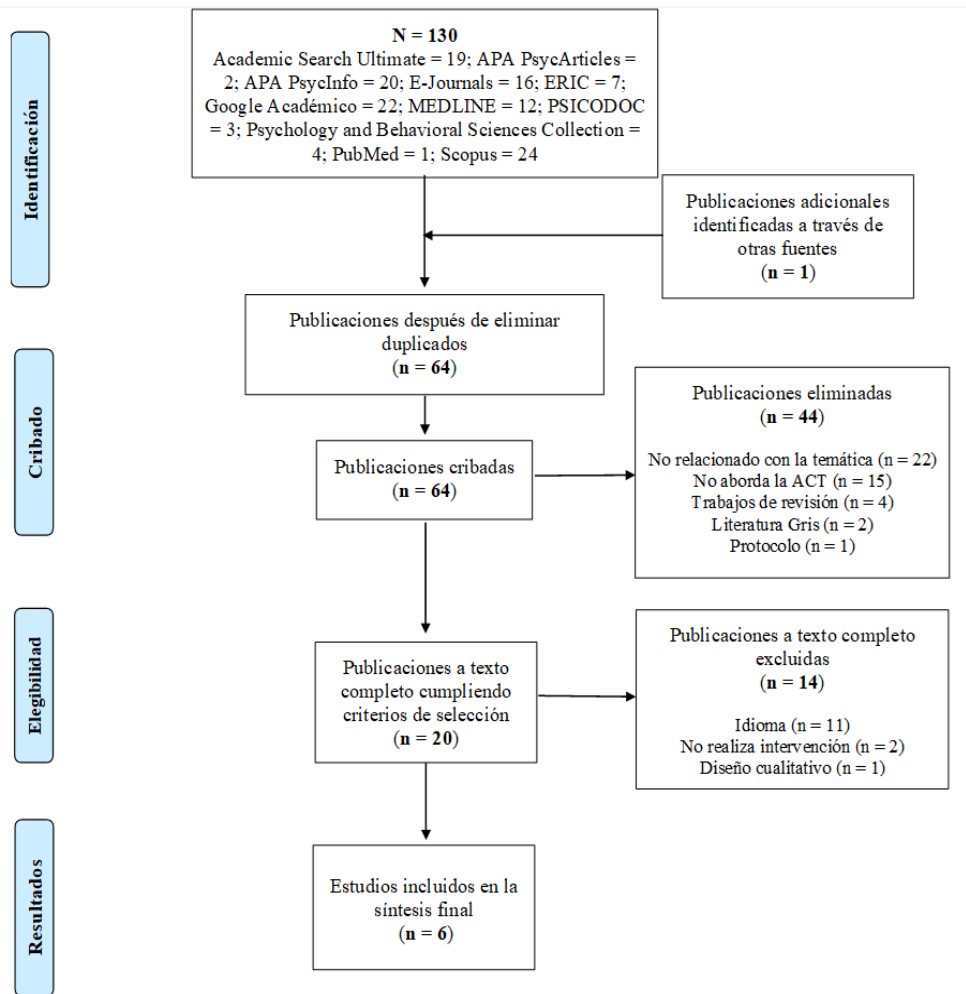 Identificación
N = 130
Academic Search Ultimate = 19; APA PsycArticles =
2; APA PsycInfo = 20; E-Journals = 16; ERIC = 7;
Google Académico = 22; MEDLINE = 12; PSICODOC
= 3; Psychology and Behavioral Sciences Collection =
4; PubMed = 1; Scopus = 24
Publicaciones adicionales
identificadas a través de
otras fuentes
(n = 1)
Publicaciones después de eliminar
duplicados
(n = 64)
Cribado
Publicaciones cribadas
(n = 64)
Publicaciones eliminadas
(n = 44)
No relacionado con la temática (n = 22)
No aborda la ACT (n = 15)
Trabajos de revisión (n = 4)
Literatura Gris (n = 2)
Protocolo (n = 1)
Elegibilidad
Publicaciones a texto
completo cumpliendo
criterios de selección
(n = 20)
Publicaciones a texto completo
excluidas
(n = 14)
Idioma (n = 11)
No realiza intervención (n = 2)
Diseño cualitativo (n = 1)
Resultados
Estudios incluidos en la
síntesis final
(n = 6)